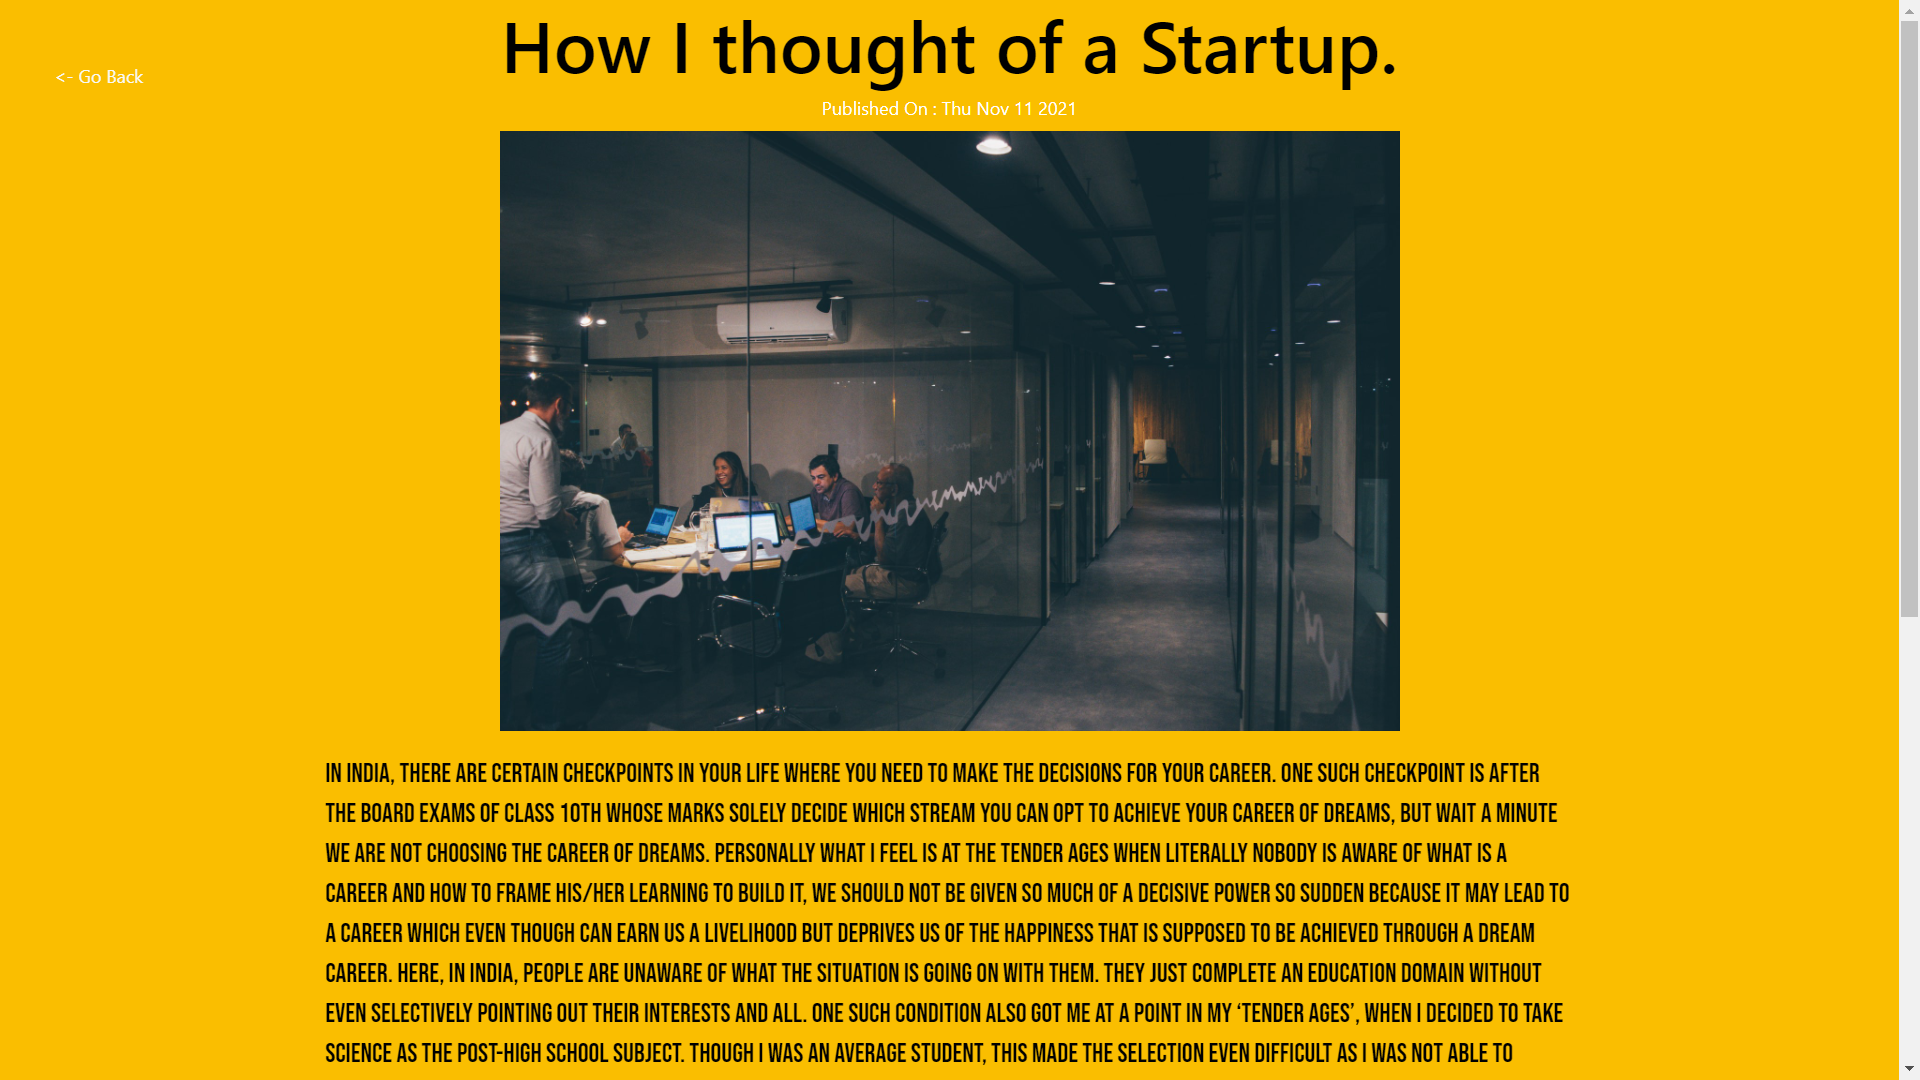 How I thought of a Startup.
<- Go Back
Published On : Thu Nov 11 2021
IN INDIA, THERE ARE CERTAIN CHECKPOINTS IN YOUR LIFE WHERE YOU NEED TO MAKE THE DECISIONS FOR YOUR CAREER. ONE SUCH CHECKPOINT IS AFTER
THE BOARD EXAMS OF CLASS 10TH WHOSE MARKS SOLELY DECIDE WHICH STREAM YOU CAN OPT TO ACHIEVE YOUR CAREER OF DREAMS, BUT WAIT A MINUTE
WE ARE NOT CHOOSING THE CAREER OF DREAMS. PERSONALLY WHAT I FEEL IS AT THE TENDER AGES WHEN LITERALLY NOBODY IS AWARE OF WHAT IS A
CAREER AND HOW TO FRAME HIS/HER LEARNING TO BUILD IT, WE SHOULD NOT BE GIVEN SO MUCH OF A DECISIVE POWER SO SUDDEN BECAUSE IT MAY LEAD TO
A CAREER WHICH EVEN THOUGH CAN EARN US A LIVELIHOOD BUT DEPRIVES US OF THE HAPPINESS THAT IS SUPPOSED TO BE ACHIEVED THROUGH A DREAM
CAREER. HERE, IN INDIA, PEOPLE ARE UNAWARE OF WHAT THE SITUATION IS GOING ON WITH THEM. THEY JUST COMPLETE AN EDUCATION DOMAIN WITHOUT
EVEN SELECTIVELY POINTING OUT THEIR INTERESTS AND ALL. ONE SUCH CONDITION ALSO GOT ME AT A POINT IN MY ‘TENDER AGES’, WHEN I DECIDED TO TAKE
SCIENCE AS THE POST-HIGH SCHOOL SUBJECT. THOUGH I WAS AN AVERAGE STUDENT, THIS MADE THE SELECTION EVEN DIFFICULT AS I WAS NOT ABLE TO